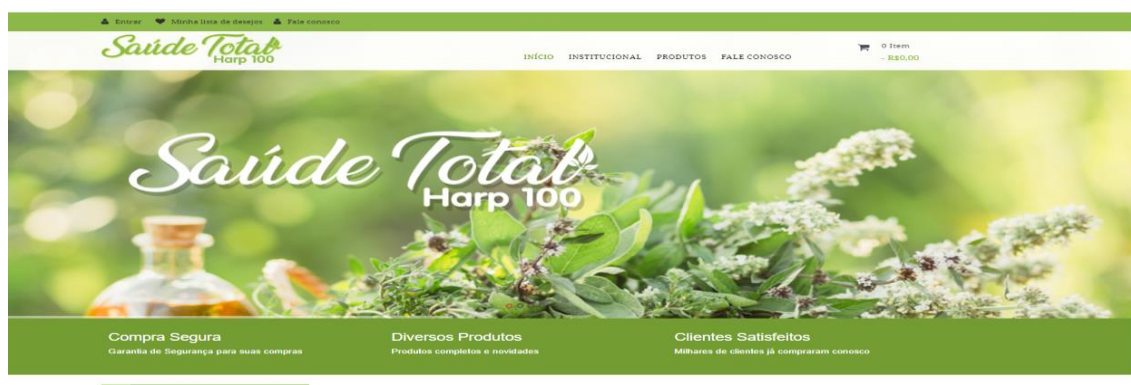 Entrar Minha lista de desejos Fale conosco
Saúde Total
Harp 100
INÍCIO INSTITUCIONAL PRODUTOS FALE CONOSCO
0 Item
- R$0,00
Saúde Total
Harp 100
Compra Segura
Garantia de Segurança para suas compras
Diversos Produtos
Produtos completos e novidades
Clientes Satisfeitos
Milhares de clientes já compraram conosco